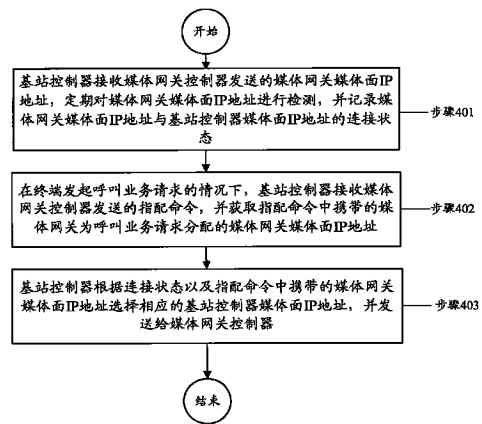 开始
基站控制器接收媒体网关控制器发送的媒体网关媒体面IP
地址，定期对媒体网关媒体面IP地址进行检测，并记录媒
体网关媒体面IP地址与基站控制器媒体面IP地址的连接状
态
步骤401
在终端发起呼叫业务请求的情况下，基站控制器接收媒体
网关控制器发送的指配命令，并获取指配命令中携带的媒
体网关为呼叫业务请求分配的媒体网关媒体面IP地址
步骤402
基站控制器根据连接状态以及指配命令中携带的媒体网关
媒体面IP地址选择相应的基站控制器媒体面IP地址，并发
送给媒体网关控制器
步骤403
结束